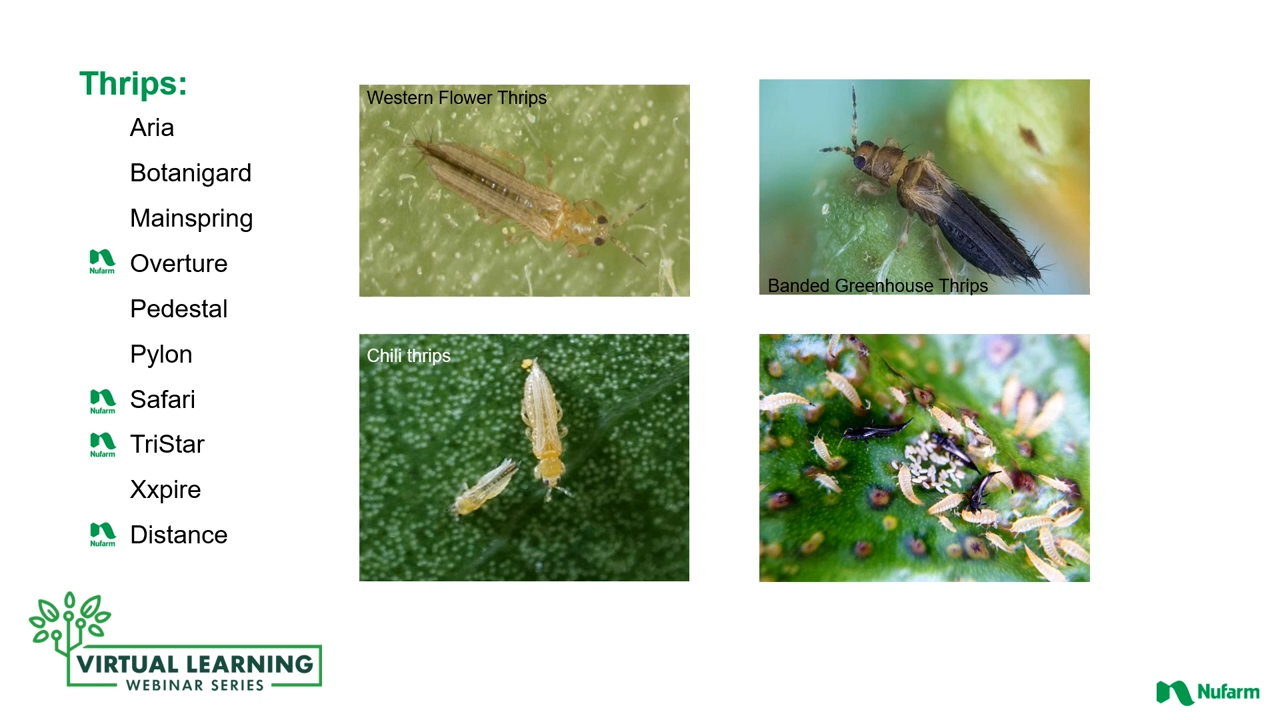 Thrips:
Aria
Botanigard
Mainspring
Nufarm Overture
Pedestal
Pylon
Nufarm Safari
Nufarm TriStar
Xxpire
Nufarm Distance
Western Flower Thrips
Banded Greenhouse Thrips
Chili thrips
VIRTUAL LEARNING
WEBINAR SERIES
Nufarm